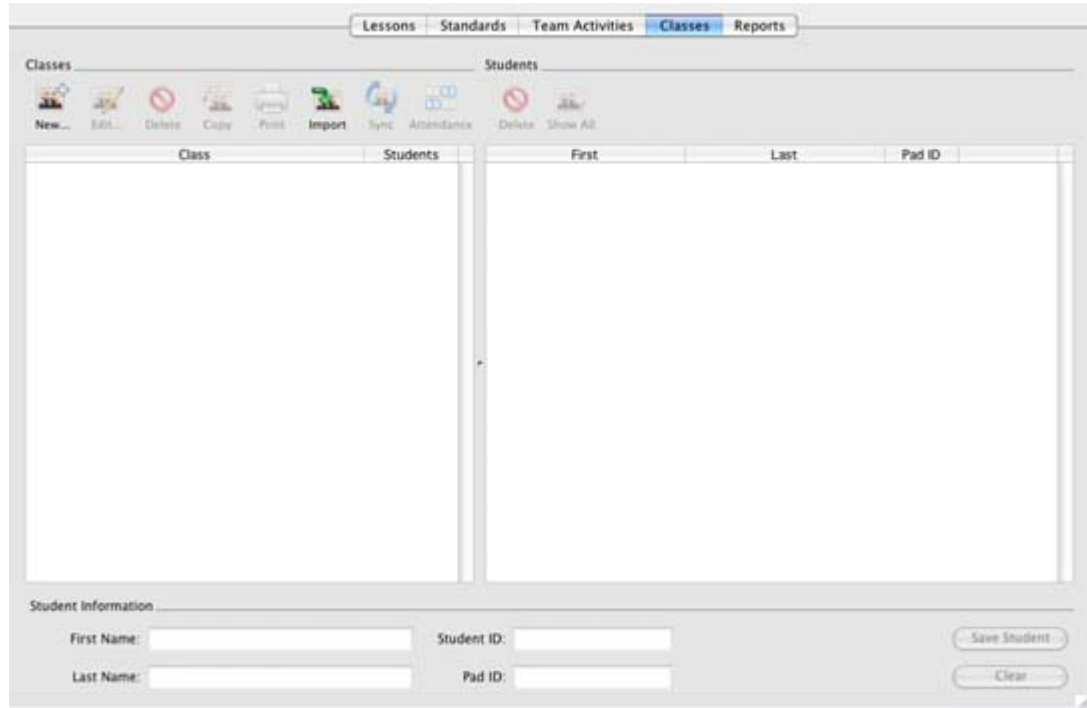 Lessons Standards Team Activities Classes Reports
Classes
Students
New... Edit... Delete Copy Print Import Sync Attendance
Delete Show All
Class Students
First Last Pad ID
Student Information
First Name: Student ID: Save Student
Last Name: Pad ID: Clear